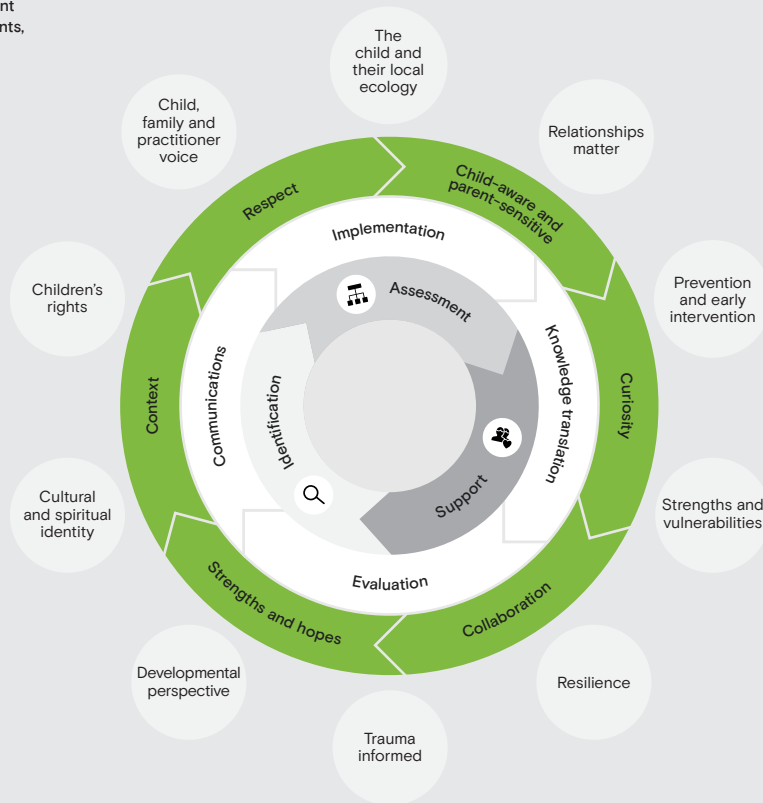 nt
nts,
The
child and
their local
ecology
Relationships
matter
Prevention
and early
intervention
Strengths and
vulnerabilities
Resilience
Trauma
informed
Developmental
perspective
Cultural
and spiritual
identity
Children's
rights
Child,
family and
practitioner
voice
Respect
Child-aware and
parent-sensitive
Curiosity
Collaboration
Strengths and hopes
Context
Implementation
Knowledge translation
Evaluation
Communications
Assessment
Support
Identification